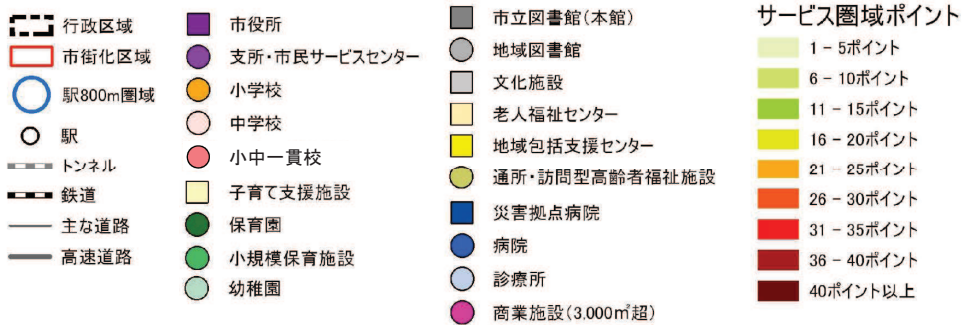 行政区域
市街化区域
駅800m圏域
駅
トンネル
鉄道
主な道路
高速道路
市役所
支所・市民サービスセンター
小学校
中学校
小中一貫校
子育て支援施設
保育園
小規模保育施設
幼稚園
市立図書館(本館)
地域図書館
文化施設
老人福祉センター
地域包括支援センター
通所・訪問型高齢者福祉施設
災害拠点病院
病院
診療所
商業施設(3,000㎡超)
サービス圏域ポイント
1 - 5ポイント
6 - 10ポイント
11 - 15ポイント
16 - 20ポイント
21 - 25ポイント
26 - 30ポイント
31 - 35ポイント
36 - 40ポイント
40ポイント以上